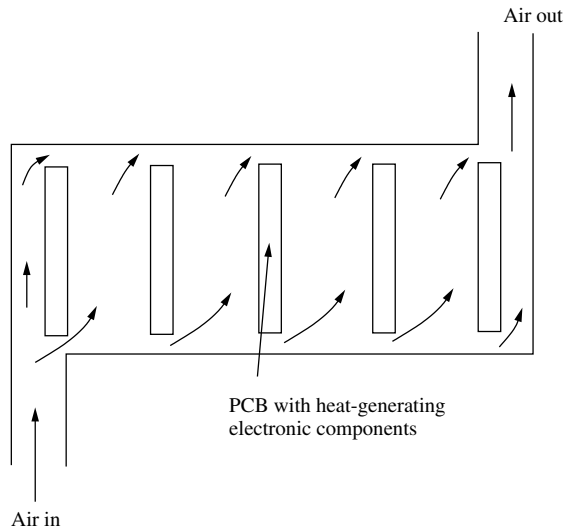 Air out
PCB with heat-generating
electronic components
Air in